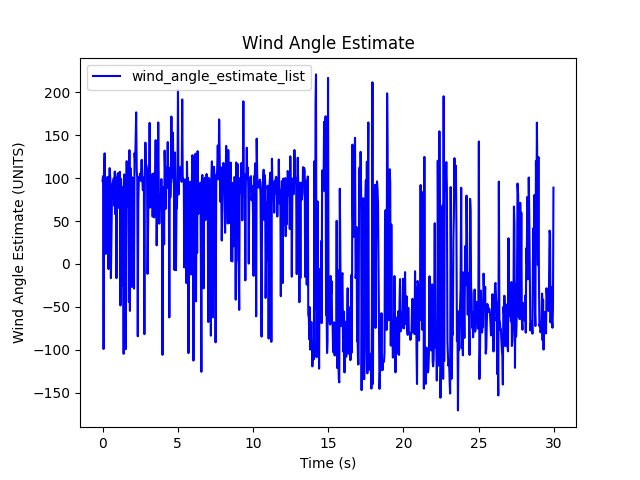 Wind Angle Estimate
wind_angle_estimate_list
Wind Angle Estimate (UNITS)
200
150
100
50
0
−50
−100
−150
0 5 10 15 20 25 30
Time (s)